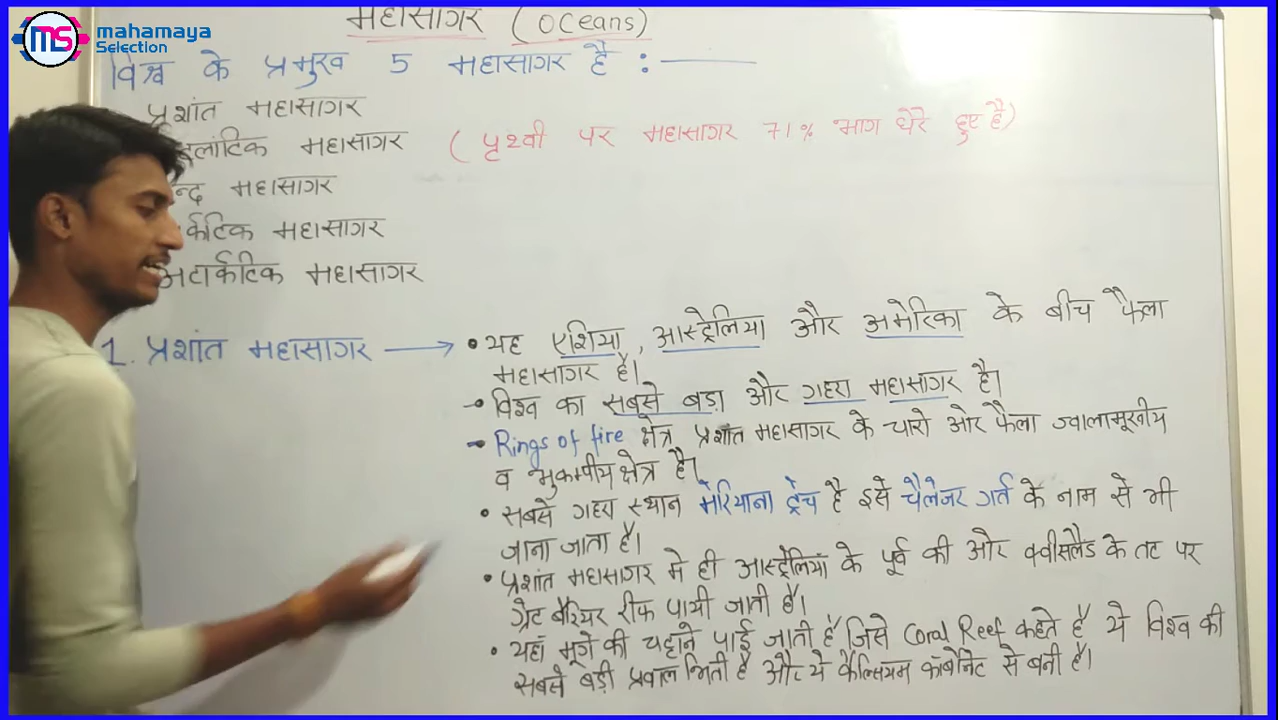 MS mahamaya
Selection
महासागर (Oceans)
विश्व के प्रमुख 5 महासागर है :—
प्रशांत महासागर
लांटिक महासागर (पृथ्वी पर महासागर 71% भाग घेरे हुए है)
न्द महासागर
र्कटिक महासागर
अटार्कटिक महासागर
1. प्रशांत महासागर → • यह एशिया, आस्ट्रेलिया और अमेरिका के बीच फैला
महासागर है।
→ विश्व का सबसे बड़ा और गहरा महासागर है।
→ Rings of fire क्षेत्र प्रशांत महासागर के चारो ओर फैला ज्वालामूखीय
व भुकम्पीय क्षेत्र है।
• सबसे गहरा स्थान मेरियाना ट्रेंच है इसे चैलेंजर गर्त के नाम से भी
जाना जाता है।
• प्रशांत महासागर मे ही आस्ट्रेलियाँ के पूर्व की ओर क्वीसलैंड के तट पर
ग्रेट बैरियर रीफ पायी जाती है।
• यहाँ मूगे की चट्टाने पाई जाती है जिसे Coral Reef कहते है ये विश्व की
सबसे बड़ी प्रवाल भिती है और ये कैल्सियम कॉर्बोनेट से बनी है।